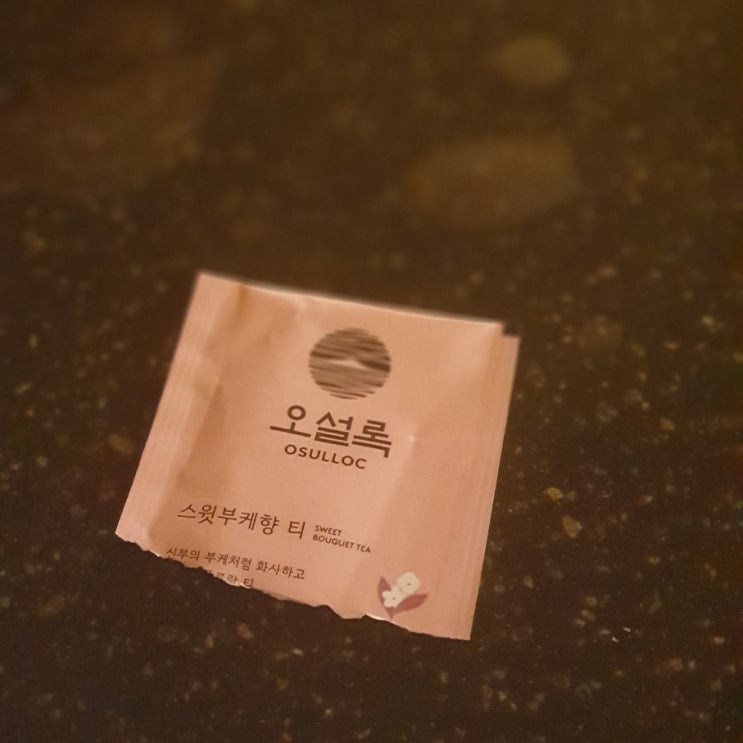 오설록
OSULLOC
스윗부케향 티
SWEET
BOUQUET TEA
신부의 부케처럼 화사하고
티